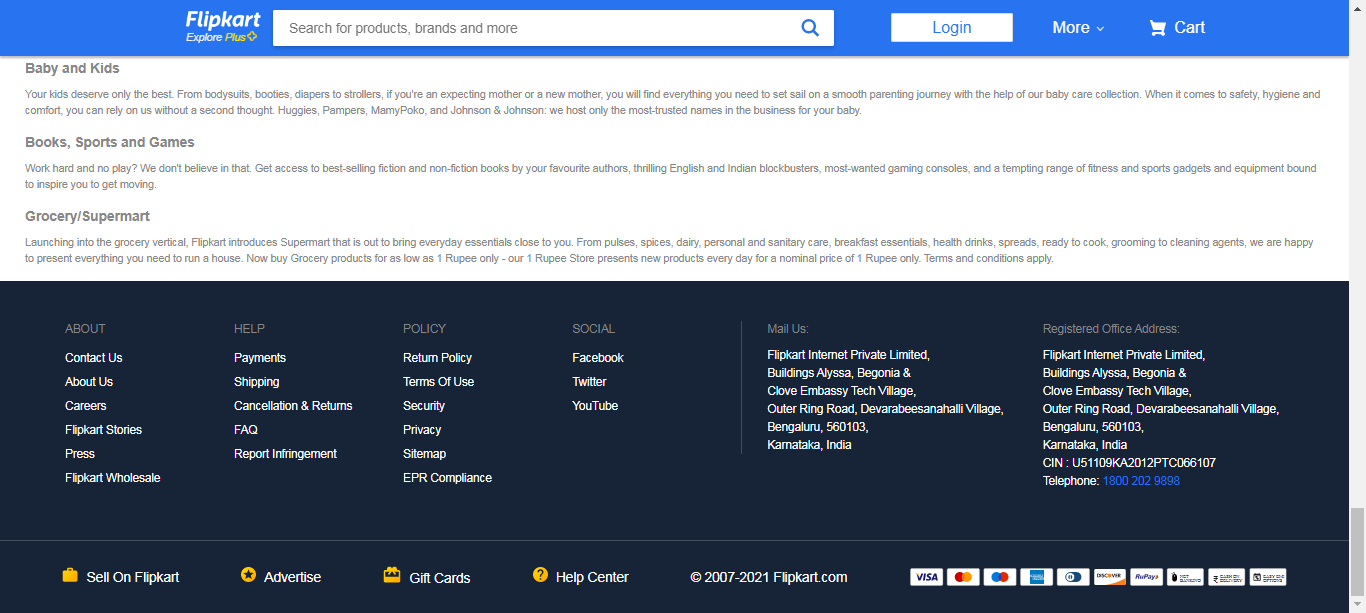 Flipkart
Explore Plus
Search for products, brands and more
Login
More
Cart
Baby and Kids
Your kids deserve only the best. From bodysuits, booties, diapers to strollers, if you're an expecting mother or a new mother, you will find everything you need to set sail on a smooth parenting journey with the help of our baby care collection. When it comes to safety, hygiene and
comfort, you can rely on us without a second thought. Huggies, Pampers, MamyPoko, and Johnson & Johnson: we host only the most-trusted names in the business for your baby.
Books, Sports and Games
Work hard and no play? We don't believe in that. Get access to best-selling fiction and non-fiction books by your favourite authors, thrilling English and Indian blockbusters, most-wanted gaming consoles, and a tempting range of fitness and sports gadgets and equipment bound
to inspire you to get moving.
Grocery/Supermart
Launching into the grocery vertical, Flipkart introduces Supermart that is out to bring everyday essentials close to you. From pulses, spices, dairy, personal and sanitary care, breakfast essentials, health drinks, spreads, ready to cook, grooming to cleaning agents, we are happy
to present everything you need to run a house. Now buy Grocery products for as low as 1 Rupee only - our 1 Rupee Store presents new products every day for a nominal price of 1 Rupee only. Terms and conditions apply.
ABOUT
Contact Us
About Us
Careers
Flipkart Stories
Press
Flipkart Wholesale
HELP
Payments
Shipping
Cancellation & Returns
FAQ
Report Infringement
POLICY
Return Policy
Terms Of Use
Security
Privacy
Sitemap
EPR Compliance
SOCIAL
Facebook
Twitter
YouTube
Mail Us:
Flipkart Internet Private Limited,
Buildings Alyssa, Begonia &
Clove Embassy Tech Village,
Outer Ring Road, Devarabeesanahalli Village,
Bengaluru, 560103,
Karnataka, India
Registered Office Address:
Flipkart Internet Private Limited,
Buildings Alyssa, Begonia &
Clove Embassy Tech Village,
Outer Ring Road, Devarabeesanahalli Village,
Bengaluru, 560103,
Karnataka, India
CIN : U51109KA2012PTC066107
Telephone: 1800 202 9898
Sell On Flipkart
Advertise
Gift Cards
Help Center
© 2007-2021 Flipkart.com
VISA
DISCOVER
RuPay
NET BANKING
CASH ON DELIVERY
EASY EMI OPTIONS